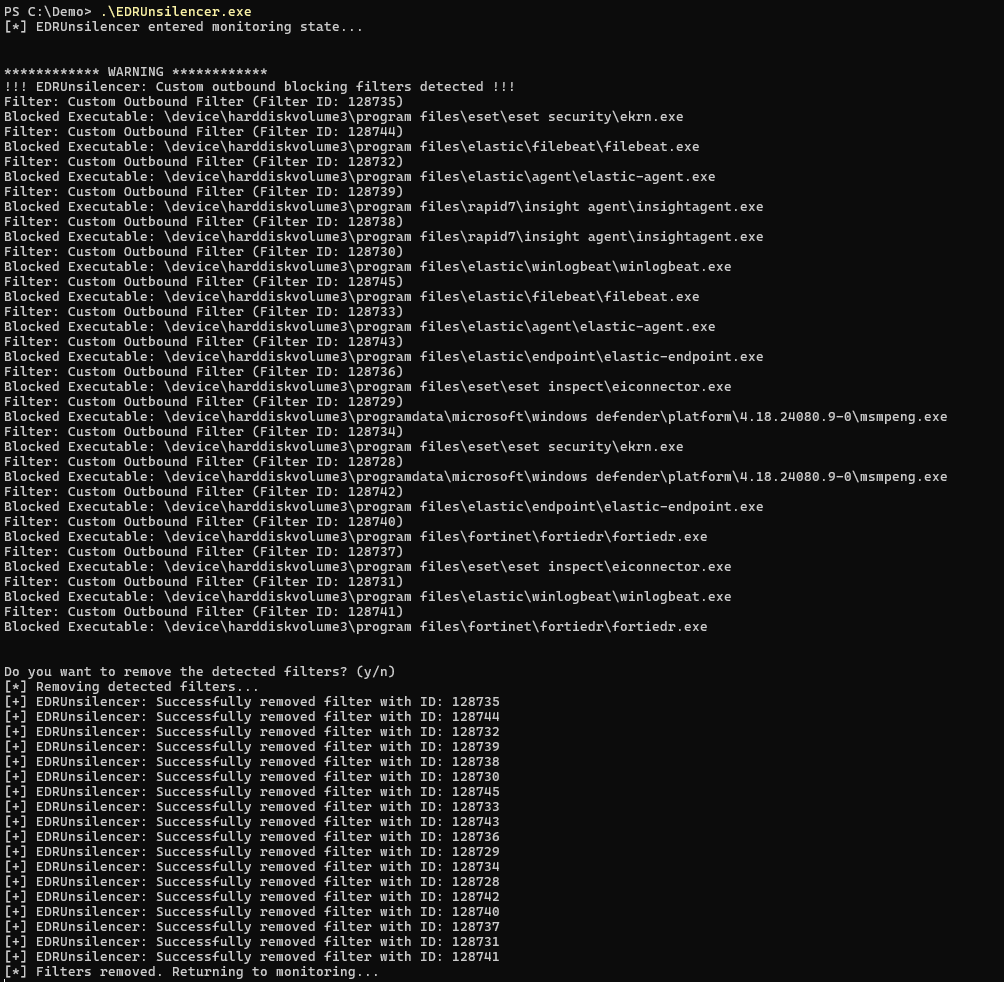 PS C:\Demo> .\EDRUnsilencer.exe
[*] EDRUnsilencer entered monitoring state...
************ WARNING ************
!!! EDRUnsilencer: Custom outbound blocking filters detected !!!
Filter: Custom Outbound Filter (Filter ID: 128735)
Blocked Executable: \device\harddiskvolume3\program files\eset\eset security\ekrn.exe
Filter: Custom Outbound Filter (Filter ID: 128744)
Blocked Executable: \device\harddiskvolume3\program files\elastic\filebeat\filebeat.exe
Filter: Custom Outbound Filter (Filter ID: 128732)
Blocked Executable: \device\harddiskvolume3\program files\elastic\agent\elastic-agent.exe
Filter: Custom Outbound Filter (Filter ID: 128739)
Blocked Executable: \device\harddiskvolume3\program files\rapid7\insight agent\insightagent.exe
Filter: Custom Outbound Filter (Filter ID: 128738)
Blocked Executable: \device\harddiskvolume3\program files\rapid7\insight agent\insightagent.exe
Filter: Custom Outbound Filter (Filter ID: 128730)
Blocked Executable: \device\harddiskvolume3\program files\elastic\winlogbeat\winlogbeat.exe
Filter: Custom Outbound Filter (Filter ID: 128745)
Blocked Executable: \device\harddiskvolume3\program files\elastic\filebeat\filebeat.exe
Filter: Custom Outbound Filter (Filter ID: 128733)
Blocked Executable: \device\harddiskvolume3\program files\elastic\agent\elastic-agent.exe
Filter: Custom Outbound Filter (Filter ID: 128743)
Blocked Executable: \device\harddiskvolume3\program files\elastic\endpoint\elastic-endpoint.exe
Filter: Custom Outbound Filter (Filter ID: 128736)
Blocked Executable: \device\harddiskvolume3\program files\eset\eset inspect\eiconnector.exe
Filter: Custom Outbound Filter (Filter ID: 128729)
Blocked Executable: \device\harddiskvolume3\programdata\microsoft\windows defender\platform\4.18.24080.9-0\msmpeng.exe
Filter: Custom Outbound Filter (Filter ID: 128734)
Blocked Executable: \device\harddiskvolume3\program files\eset\eset security\ekrn.exe
Filter: Custom Outbound Filter (Filter ID: 128728)
Blocked Executable: \device\harddiskvolume3\programdata\microsoft\windows defender\platform\4.18.24080.9-0\msmpeng.exe
Filter: Custom Outbound Filter (Filter ID: 128742)
Blocked Executable: \device\harddiskvolume3\program files\elastic\endpoint\elastic-endpoint.exe
Filter: Custom Outbound Filter (Filter ID: 128740)
Blocked Executable: \device\harddiskvolume3\program files\fortinet\fortiedr\fortiedr.exe
Filter: Custom Outbound Filter (Filter ID: 128737)
Blocked Executable: \device\harddiskvolume3\program files\eset\eset inspect\eiconnector.exe
Filter: Custom Outbound Filter (Filter ID: 128731)
Blocked Executable: \device\harddiskvolume3\program files\elastic\winlogbeat\winlogbeat.exe
Filter: Custom Outbound Filter (Filter ID: 128741)
Blocked Executable: \device\harddiskvolume3\program files\fortinet\fortiedr\fortiedr.exe
Do you want to remove the detected filters? (y/n)
[*] Removing detected filters...
[+] EDRUnsilencer: Successfully removed filter with ID: 128735
[+] EDRUnsilencer: Successfully removed filter with ID: 128744
[+] EDRUnsilencer: Successfully removed filter with ID: 128732
[+] EDRUnsilencer: Successfully removed filter with ID: 128739
[+] EDRUnsilencer: Successfully removed filter with ID: 128738
[+] EDRUnsilencer: Successfully removed filter with ID: 128730
[+] EDRUnsilencer: Successfully removed filter with ID: 128745
[+] EDRUnsilencer: Successfully removed filter with ID: 128733
[+] EDRUnsilencer: Successfully removed filter with ID: 128743
[+] EDRUnsilencer: Successfully removed filter with ID: 128736
[+] EDRUnsilencer: Successfully removed filter with ID: 128729
[+] EDRUnsilencer: Successfully removed filter with ID: 128734
[+] EDRUnsilencer: Successfully removed filter with ID: 128728
[+] EDRUnsilencer: Successfully removed filter with ID: 128742
[+] EDRUnsilencer: Successfully removed filter with ID: 128740
[+] EDRUnsilencer: Successfully removed filter with ID: 128737
[+] EDRUnsilencer: Successfully removed filter with ID: 128731
[+] EDRUnsilencer: Successfully removed filter with ID: 128741
[*] Filters removed. Returning to monitoring...